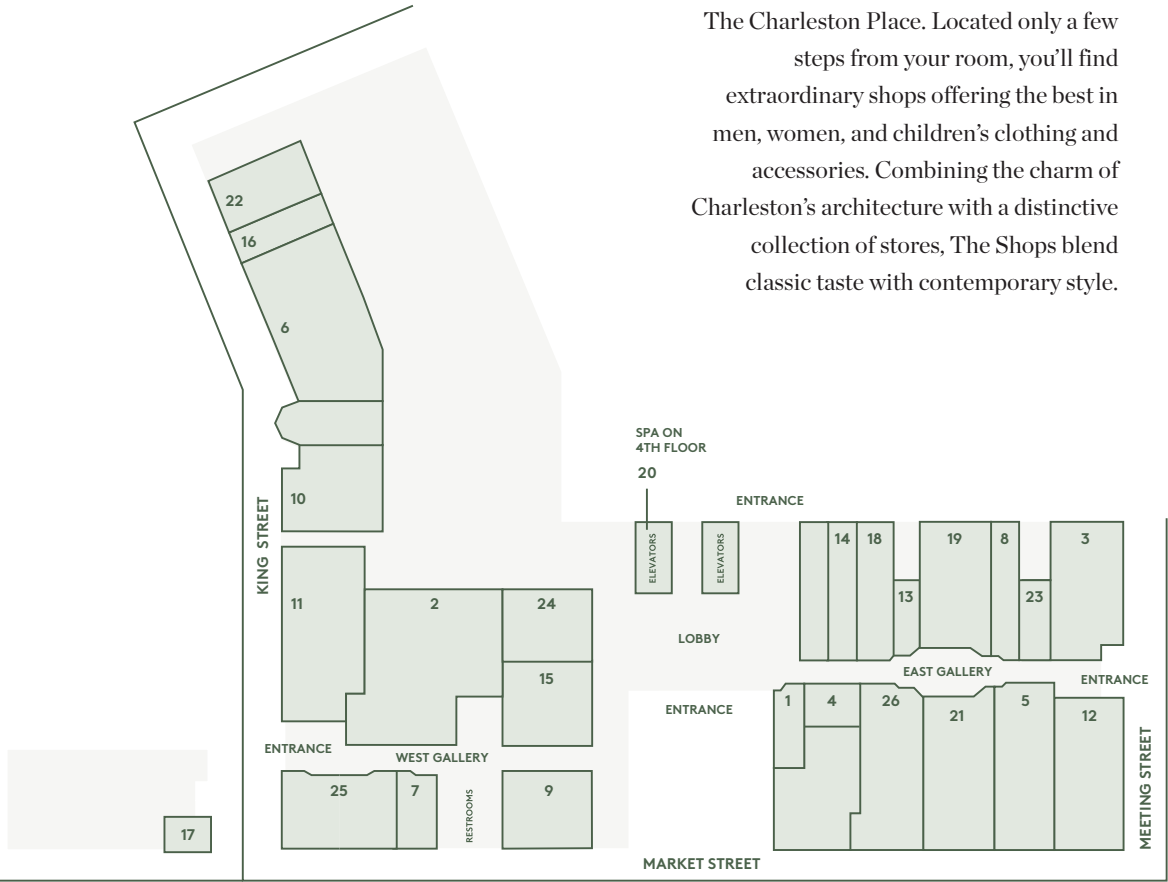 The Charleston Place. Located only a few
steps from your room, you’ll find
extraordinary shops offering the best in
men, women, and children’s clothing and
accessories. Combining the charm of
Charleston’s architecture with a distinctive
collection of stores, The Shops blend
classic taste with contemporary style.
22
16
6
10
KING STREET
11
2
24
15
ENTRANCE
WEST GALLERY
25
7
RESTROOMS
9
17
SPA ON
4TH FLOOR
20
ENTRANCE
ELEVATORS
ELEVATORS
LOBBY
ENTRANCE
14
18
19
8
3
13
23
EAST GALLERY
ENTRANCE
1
4
26
21
5
12
MEETING STREET
MARKET STREET